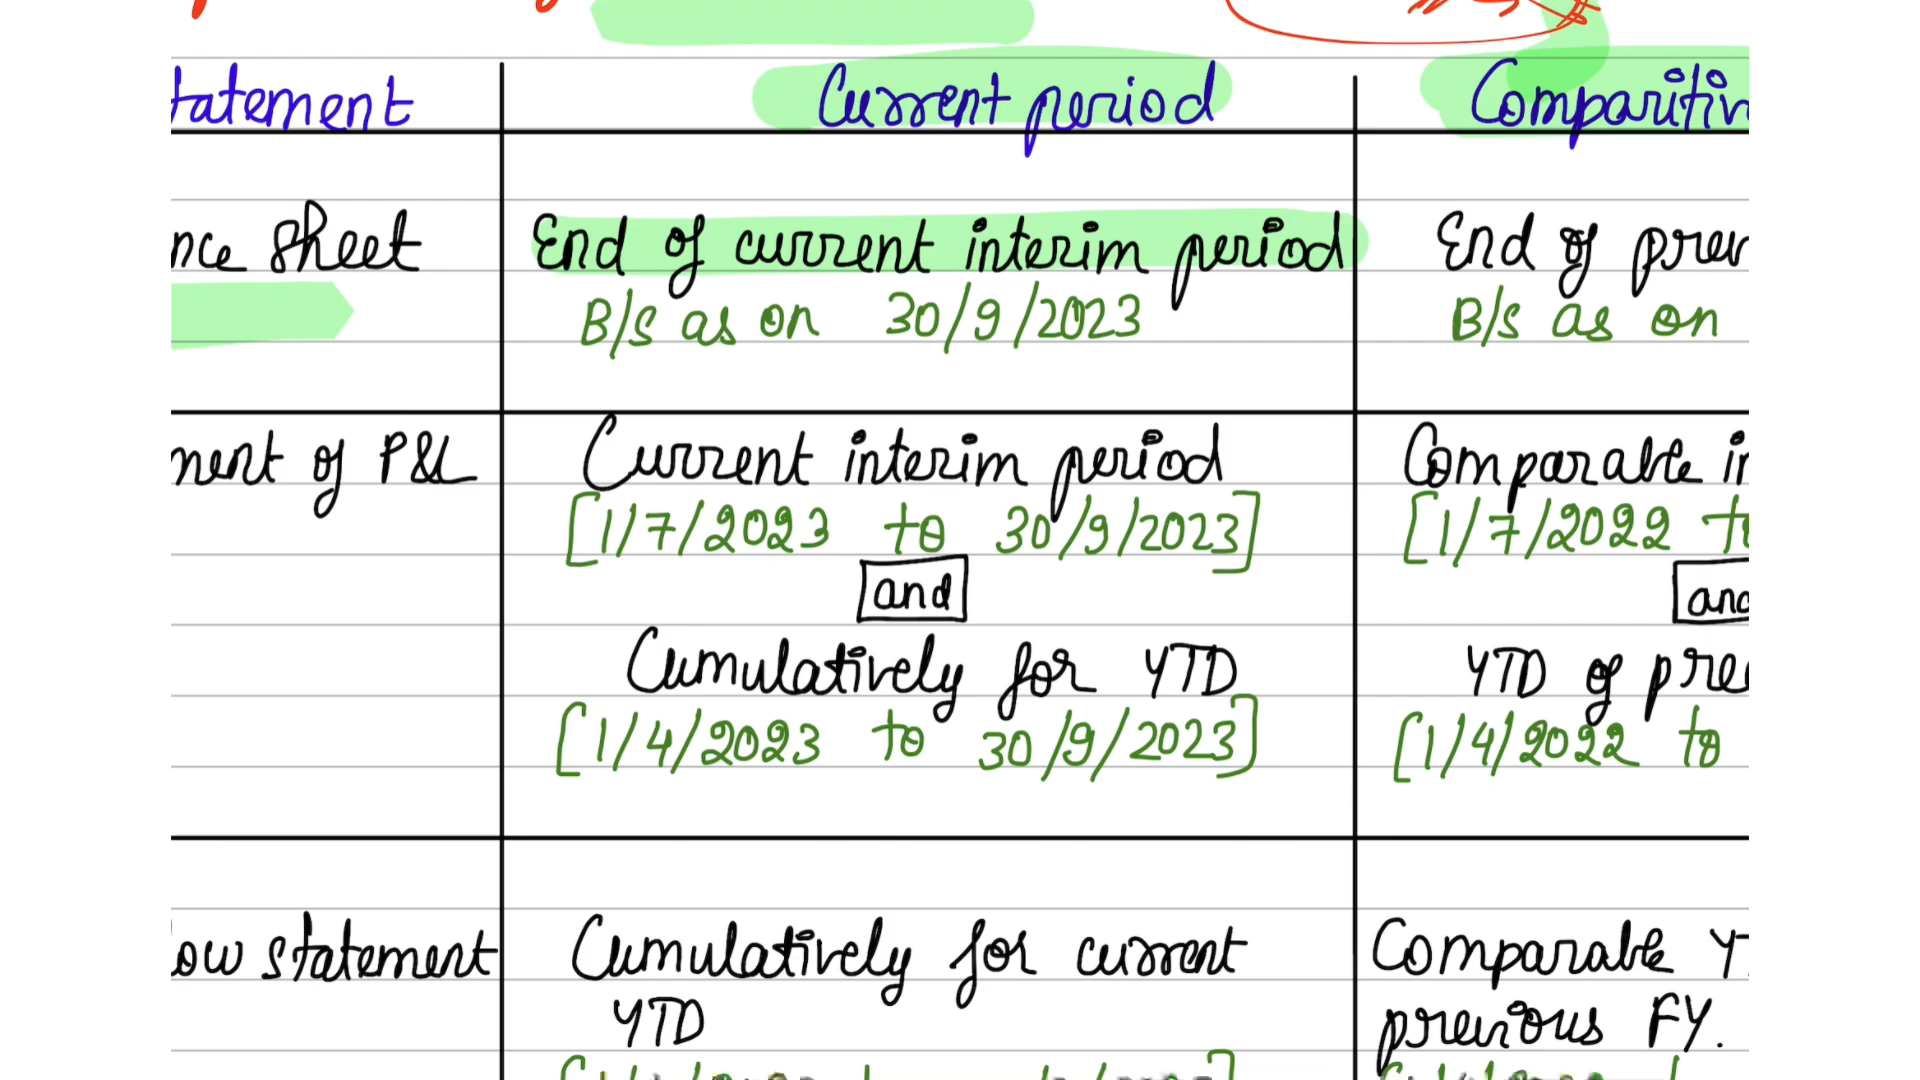 tatement Current period Comparitiv
nce sheet End of current interim period End of prev
B/s as on 30/9/2023 B/s as on
ment of P&L Current interim period Comparable in
[1/7/2023 to 30/9/2023] [1/7/2022 to
and and
Cumulatively for YTD YTD of pre
[1/4/2023 to 30/9/2023] [1/4/2022 to
low statement Cumulatively for current Comparable Y
YTD previous FY.